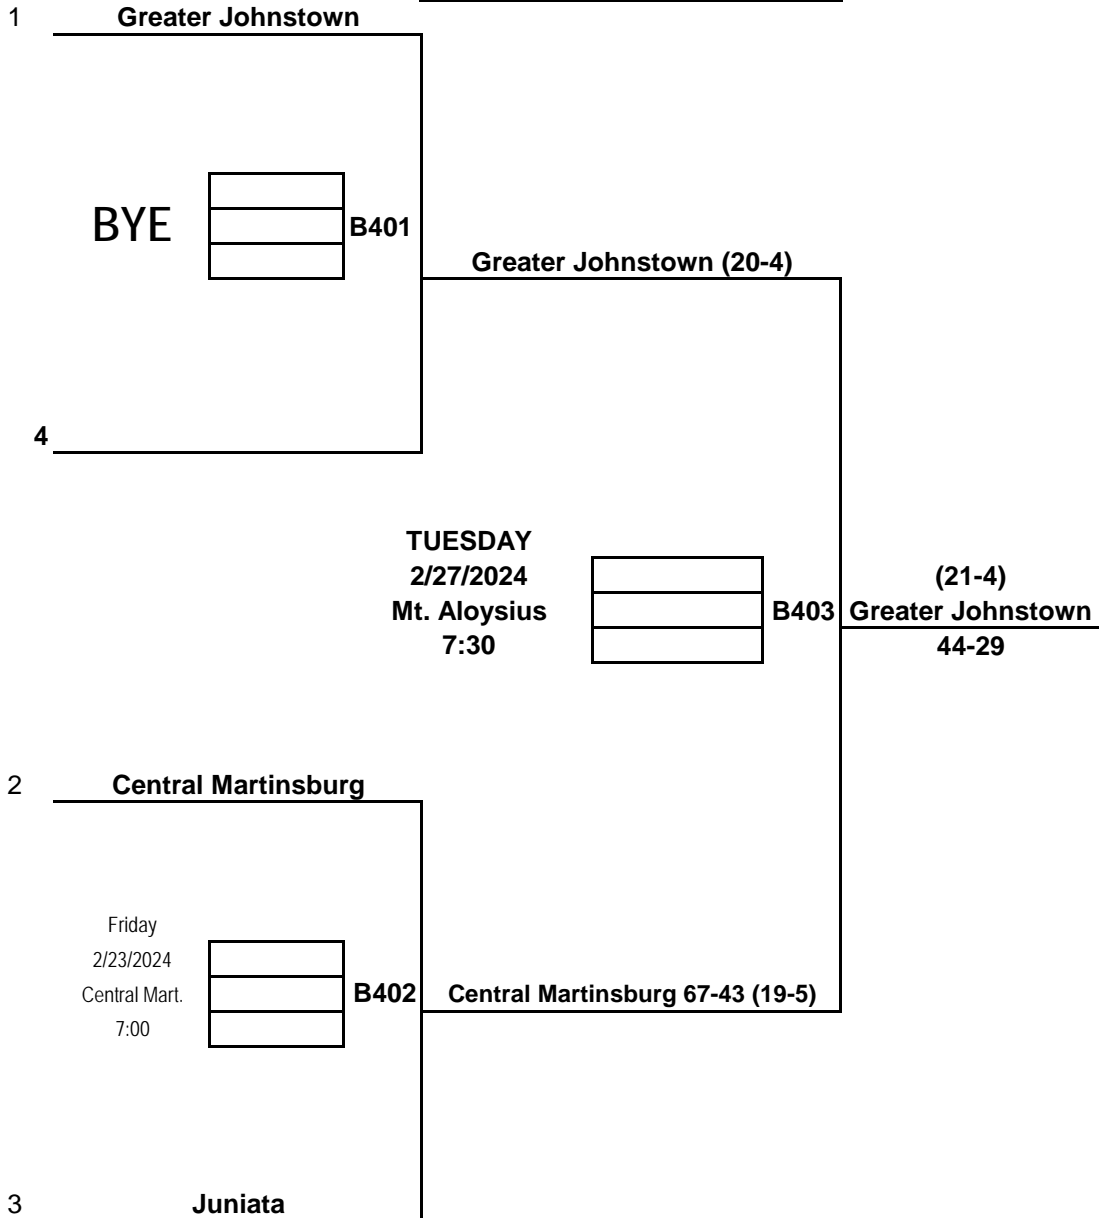 1 Greater Johnstown
BYE
B401
Greater Johnstown (20-4)
4
TUESDAY
2/27/2024
Mt. Aloysius
7:30
B403
(21-4)
Greater Johnstown
44-29
2 Central Martinsburg
Friday
2/23/2024
Central Mart.
7:00
B402
Central Martinsburg 67-43 (19-5)
3 Juniata